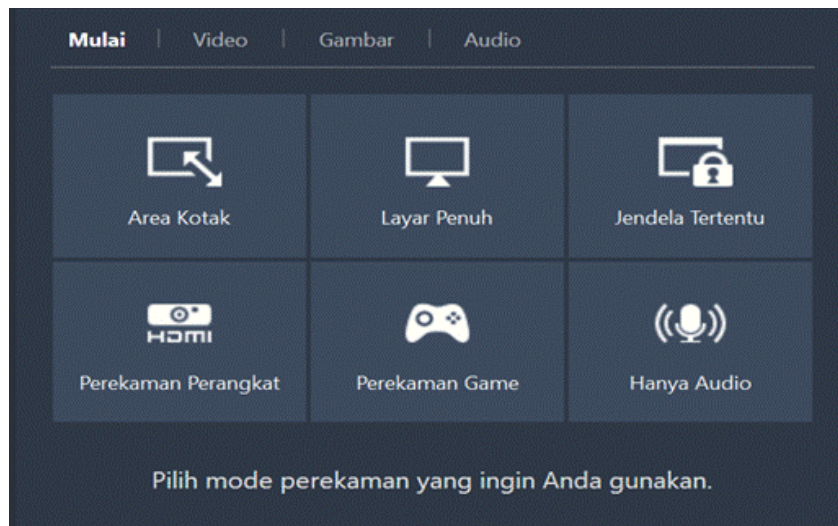 Mulai | Video | Gambar | Audio
Area Kotak
Layar Penuh
Jendela Tertentu
HDMI
Perekaman Perangkat
Perekaman Game
Hanya Audio
Pilih mode perekaman yang ingin Anda gunakan.